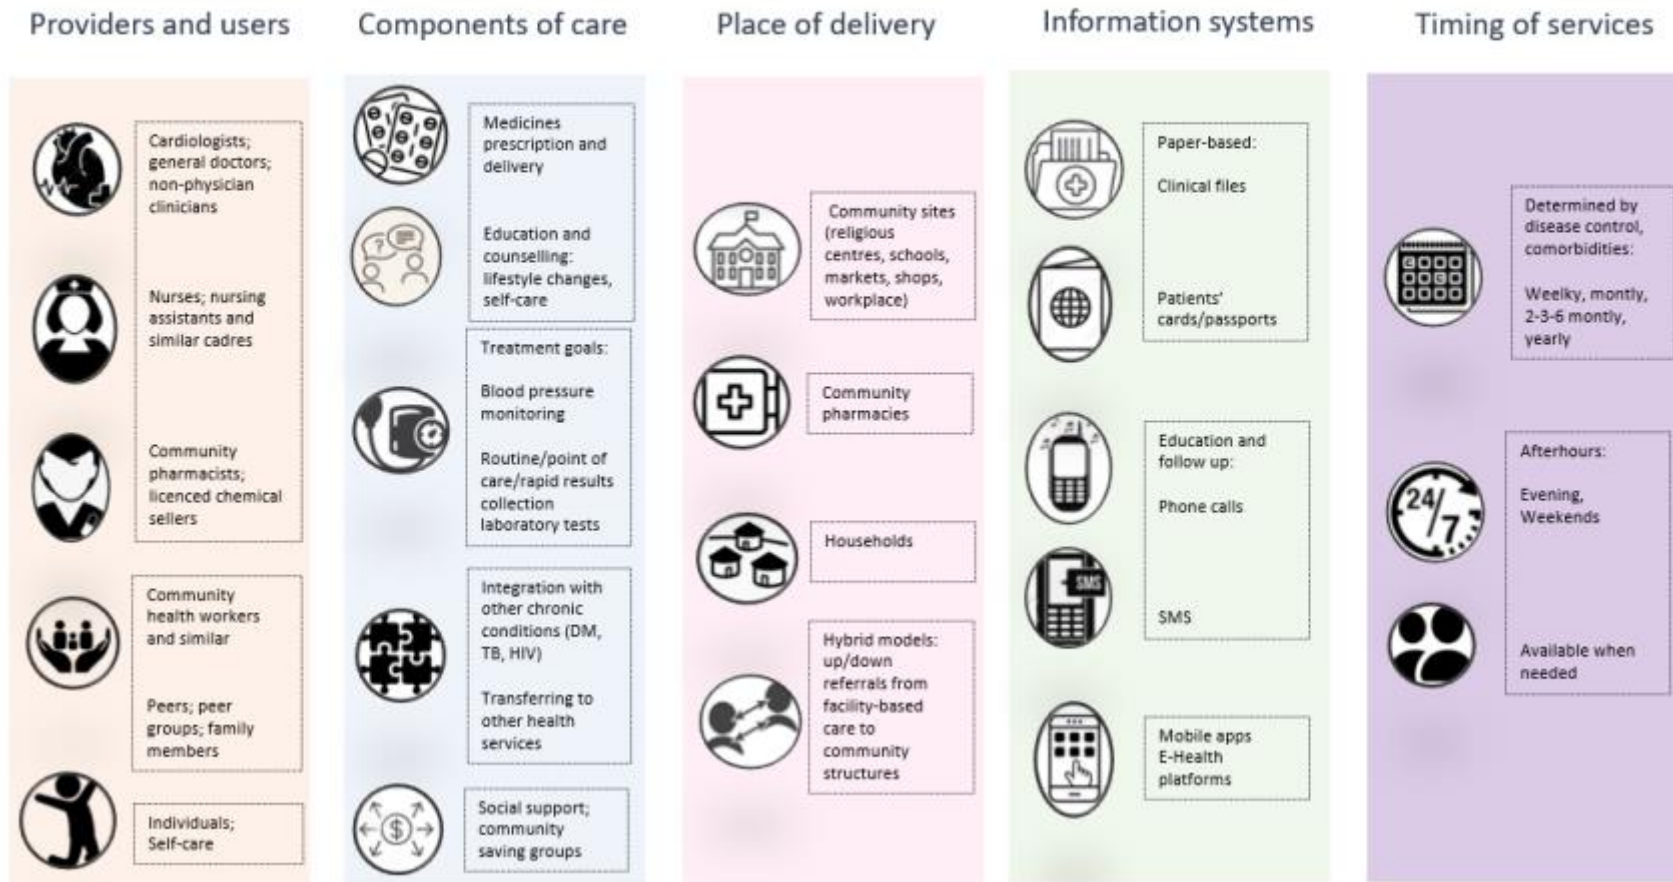 Providers and users
Components of care
Place of delivery
Information systems
Timing of services
Cardiologists;
general doctors;
non-physician
clinicians
Nurses; nursing
assistants and
similar cadres
Community
pharmacists;
licenced chemical
sellers
Community
health workers
and similar
Peers; peer
groups; family
members
Individuals;
Self-care
Medicines
prescription and
delivery
Education and
counselling:
lifestyle changes,
self-care
Treatment goals:
Blood pressure
monitoring
Routine/point of
care/rapid results
collection
laboratory tests
Integration with
other chronic
conditions (DM,
TB, HIV)
Transferring to
other health
services
Social support;
community
saving groups
Community sites
(religious
centres, schools,
markets, shops,
workplace)
Community
pharmacies
Households
Hybrid models:
up/down
referrals from
facility-based
care to
community
structures
Paper-based:
Clinical files
Patients'
cards/passports
Education and
follow up:
Phone calls
SMS
SMS
Mobile apps
E-Health
platforms
Determined by
disease control,
comorbidities:
Weelky, montly,
2-3-6 montly,
yearly
24/7
Afterhours:
Evening,
Weekends
Available when
needed